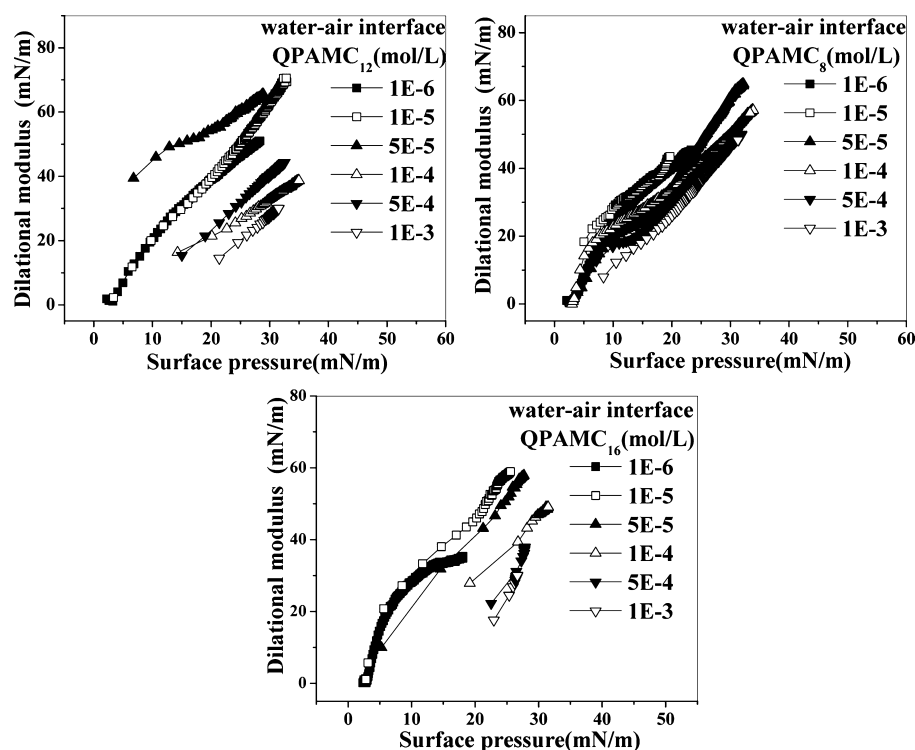 water-air interface
QPAMC12(mol/L)
1E-6
1E-5
5E-5
1E-4
5E-4
1E-3
80
60
40
20
0
0 10 20 30 40 50 60
Dilational modulus (mN/m)
Surface pressure(mN/m)
water-air interface
QPAMC8(mol/L)
1E-6
1E-5
5E-5
1E-4
5E-4
1E-3
80
60
40
20
0
0 10 20 30 40 50 60
Dilational modulus (mN/m)
Surface pressure(mN/m)
water-air interface
QPAMC16(mol/L)
1E-6
1E-5
5E-5
1E-4
5E-4
1E-3
80
60
40
20
0
0 10 20 30 40 50
Dilational modulus (mN/m)
Surface pressure(mN/m)